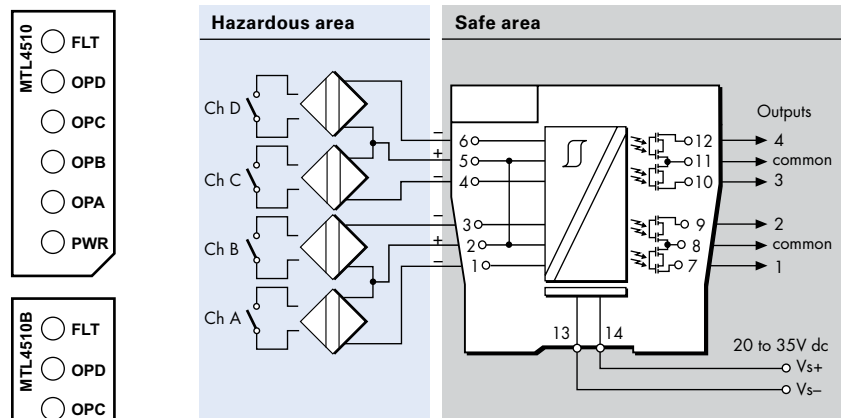 MTL4510
FLT
OPD
OPC
OPB
OPA
PWR
MTL4510B
FLT
OPD
OPC
Hazardous area
Safe area
Ch D
Ch C
Ch B
Ch A
–
+
–
–
+
–
6
5
4
3
2
1
12
11
10
9
8
7
Outputs
4
common
3
2
common
1
13
14
20 to 35V dc
Vs+
Vs–